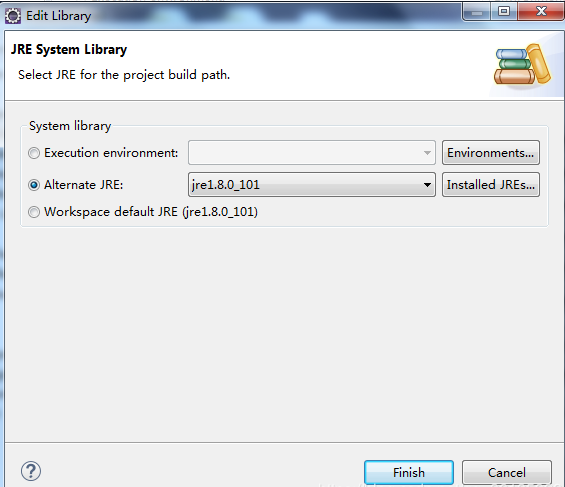 Edit Library
JRE System Library
Select JRE for the project build path.
System library
Execution environment: Environments...
Alternate JRE: jre1.8.0_101 Installed JREs...
Workspace default JRE (jre1.8.0_101)
? Finish Cancel